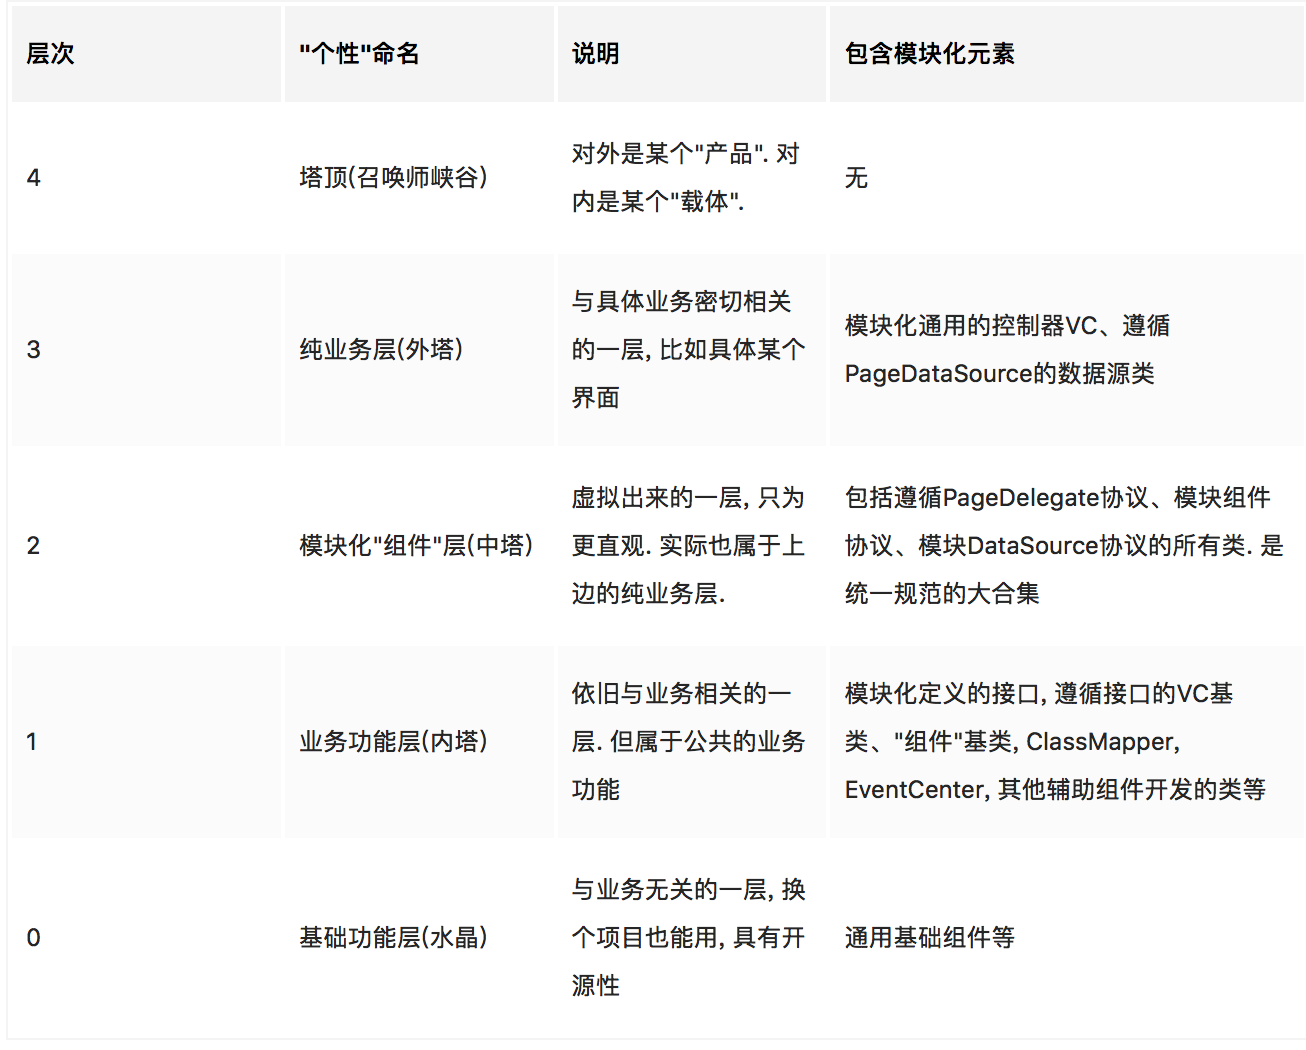 层次
"个性"命名
说明
包含模块化元素
4
塔顶(召唤师峡谷)
对外是某个"产品". 对
内是某个"载体".
无
3
纯业务层(外塔)
与具体业务密切相关
的一层, 比如具体某个
界面
模块化通用的控制器VC、遵循
PageDataSource的数据源类
2
模块化"组件"层(中塔)
虚拟出来的一层, 只为
更直观. 实际也属于上
边的纯业务层.
包括遵循PageDelegate协议、模块组件
协议、模块DataSource协议的所有类. 是
统一规范的大合集
1
业务功能层(内塔)
依旧与业务相关的一
层. 但属于公共的业务
功能
模块化定义的接口, 遵循接口的VC基
类、"组件"基类, ClassMapper,
EventCenter, 其他辅助组件开发的类等
0
基础功能层(水晶)
与业务无关的一层, 换
个项目也能用, 具有开
源性
通用基础组件等